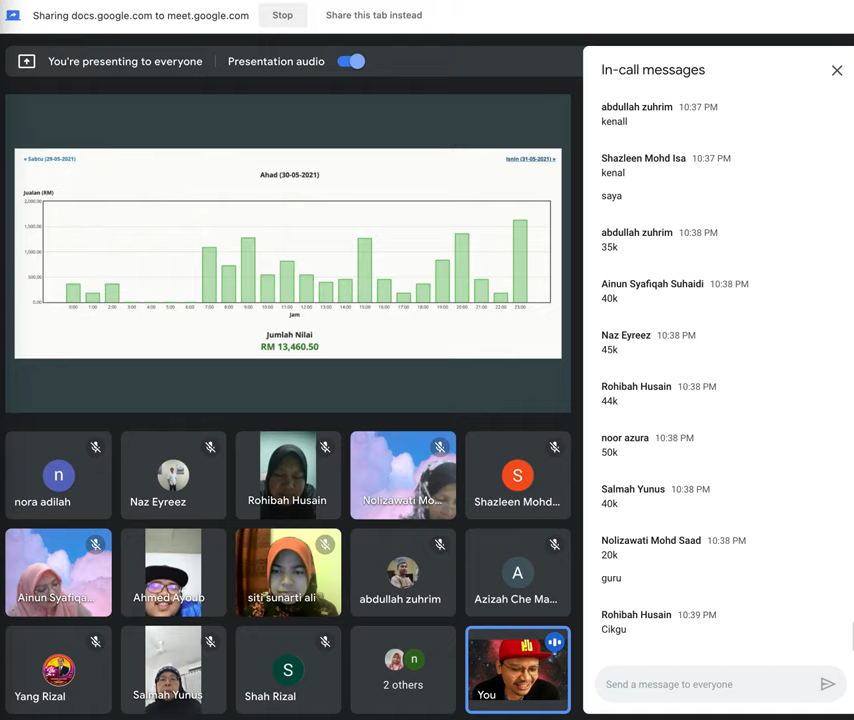 Sharing docs.google.com to meet.google.com
Stop
Share this tab instead
You're presenting to everyone
Presentation audio
« Sabtu (29-05-2021)
Isnin (31-05-2021) »
Ahad (30-05-2021)
Jualan (RM)
2,000.00
1,500.00
1,000.00
500.00
0.00
0:00 1:00 2:00 3:00 4:00 5:00 6:00 7:00 8:00 9:00 10:00 11:00 12:00 13:00 14:00 15:00 16:00 17:00 18:00 19:00 20:00 21:00 22:00 23:00
Jam
Jumlah Nilai
RM 13,460.50
n
nora adilah
Naz Eyreez
Rohibah Husain
Nolizawati Mo...
S
Shazleen Mohd...
Ainun Syafiqa...
Ahmed Ayoub
siti sunarti ali
abdullah zuhrim
A
Azizah Che Ma...
Yang Rizal
Salmah Yunus
S
Shah Rizal
n
2 others
You
In-call messages
abdullah zuhrim 10:37 PM
kenall
Shazleen Mohd Isa 10:37 PM
kenal
saya
abdullah zuhrim 10:38 PM
35k
Ainun Syafiqah Suhaidi 10:38 PM
40k
Naz Eyreez 10:38 PM
45k
Rohibah Husain 10:38 PM
44k
noor azura 10:38 PM
50k
Salmah Yunus 10:38 PM
40k
Nolizawati Mohd Saad 10:38 PM
20k
guru
Rohibah Husain 10:39 PM
Cikgu
Send a message to everyone